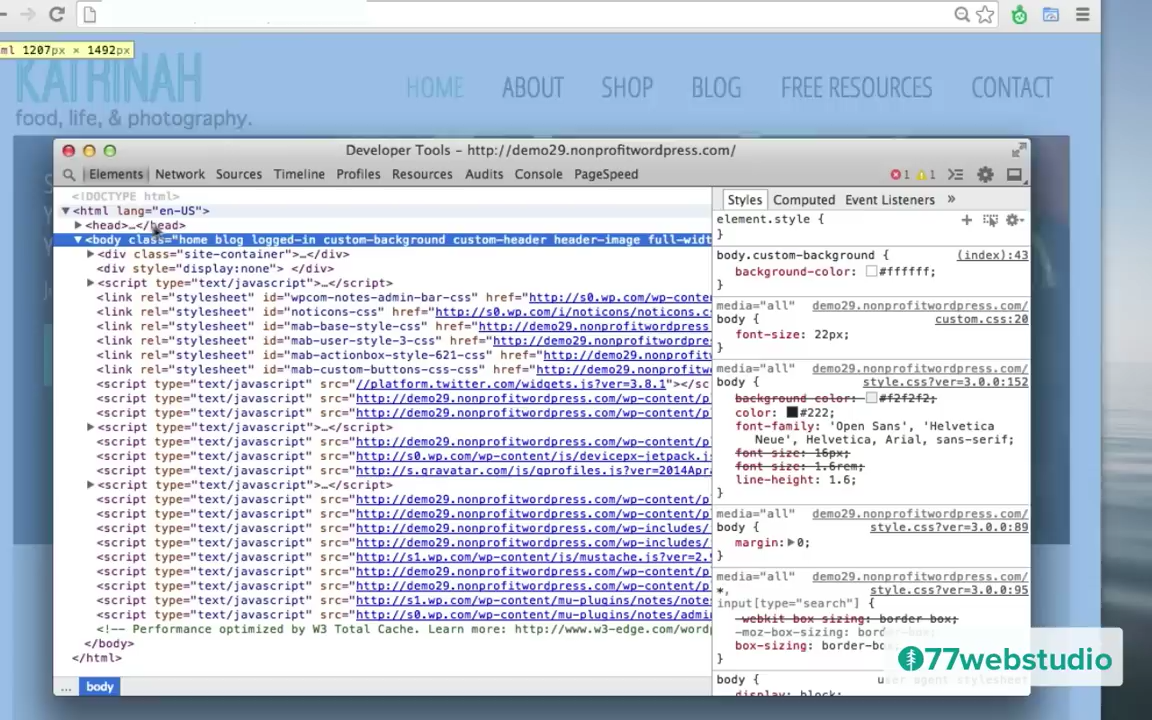 ml 1207px × 1492px
KATRINAH
food, life, & photography.
HOME ABOUT SHOP BLOG FREE RESOURCES CONTACT
Developer Tools - http://demo29.nonprofitwordpress.com/
Elements Network Sources Timeline Profiles Resources Audits Console PageSpeed
1 1
<!DOCTYPE html>
<html lang="en-US">
<head>…</head>
<body class="home blog logged-in custom-background custom-header header-image full-widt
<div class="site-container">…</div>
<div style="display:none"> </div>
<script type="text/javascript">…</script>
<link rel="stylesheet" id="wpcom-notes-admin-bar-css" href="http://s0.wp.com/wp-conte
<link rel="stylesheet" id="noticons-css" href="http://s0.wp.com/i/noticons/noticons.c
<link rel="stylesheet" id="mab-base-style-css" href="http://demo29.nonprofitwordpress
<link rel="stylesheet" id="mab-user-style-3-css" href="http://demo29.nonprofitwordpres
<link rel="stylesheet" id="mab-actionbox-style-621-css" href="http://demo29.nonprofitw
<link rel="stylesheet" id="mab-custom-buttons-css-css" href="http://demo29.nonprofitwo
<script type="text/javascript" src="//platform.twitter.com/widgets.js?ver=3.8.1"></sc
<script type="text/javascript" src="http://demo29.nonprofitwordpress.com/wp-content/p
<script type="text/javascript" src="http://demo29.nonprofitwordpress.com/wp-content/pl
<script type="text/javascript">…</script>
<script type="text/javascript" src="http://demo29.nonprofitwordpress.com/wp-content/pl
<script type="text/javascript" src="http://s0.wp.com/wp-content/js/devicepx-jetpack.j
<script type="text/javascript" src="http://s.gravatar.com/js/gprofiles.js?ver=2014Apra
<script type="text/javascript">…</script>
<script type="text/javascript" src="http://demo29.nonprofitwordpress.com/wp-content/pl
<script type="text/javascript" src="http://demo29.nonprofitwordpress.com/wp-content/pl
<script type="text/javascript" src="http://demo29.nonprofitwordpress.com/wp-includes/
<script type="text/javascript" src="http://demo29.nonprofitwordpress.com/wp-includes/
<script type="text/javascript" src="http://s1.wp.com/wp-content/js/mustache.js?ver=2.
<script type="text/javascript" src="http://demo29.nonprofitwordpress.com/wp-content/pl
<script type="text/javascript" src="http://demo29.nonprofitwordpress.com/wp-content/pl
<script type="text/javascript" src="http://s1.wp.com/wp-content/mu-plugins/notes/notes
<script type="text/javascript" src="http://s0.wp.com/wp-content/mu-plugins/notes/admi
<!-- Performance optimized by W3 Total Cache. Learn more: http://www.w3-edge.com/wordp
</body>
</html>
… body
Styles Computed Event Listeners »
element.style {
}
body.custom-background { (index):43
background-color: #ffffff;
}
media="all" demo29.nonprofitwordpress.com/
body { custom.css:20
font-size: 22px;
}
media="all" demo29.nonprofitwordpress.com/
body { style.css?ver=3.0.0:152
background-color: #f2f2f2;
color: #222;
font-family: 'Open Sans', 'Helvetica
Neue', Helvetica, Arial, sans-serif;
font-size: 16px;
font-size: 1.6rem;
line-height: 1.6;
}
media="all" demo29.nonprofitwordpress.com/
body { style.css?ver=3.0.0:89
margin: 0;
}
media="all" demo29.nonprofitwordpress.com/
*, style.css?ver=3.0.0:95
input[type="search"] {
-webkit-box-sizing: border-box;
-moz-box-sizing: border-box;
box-sizing: border-bo
}
body { user agent stylesheet
display: block;
77webstudio